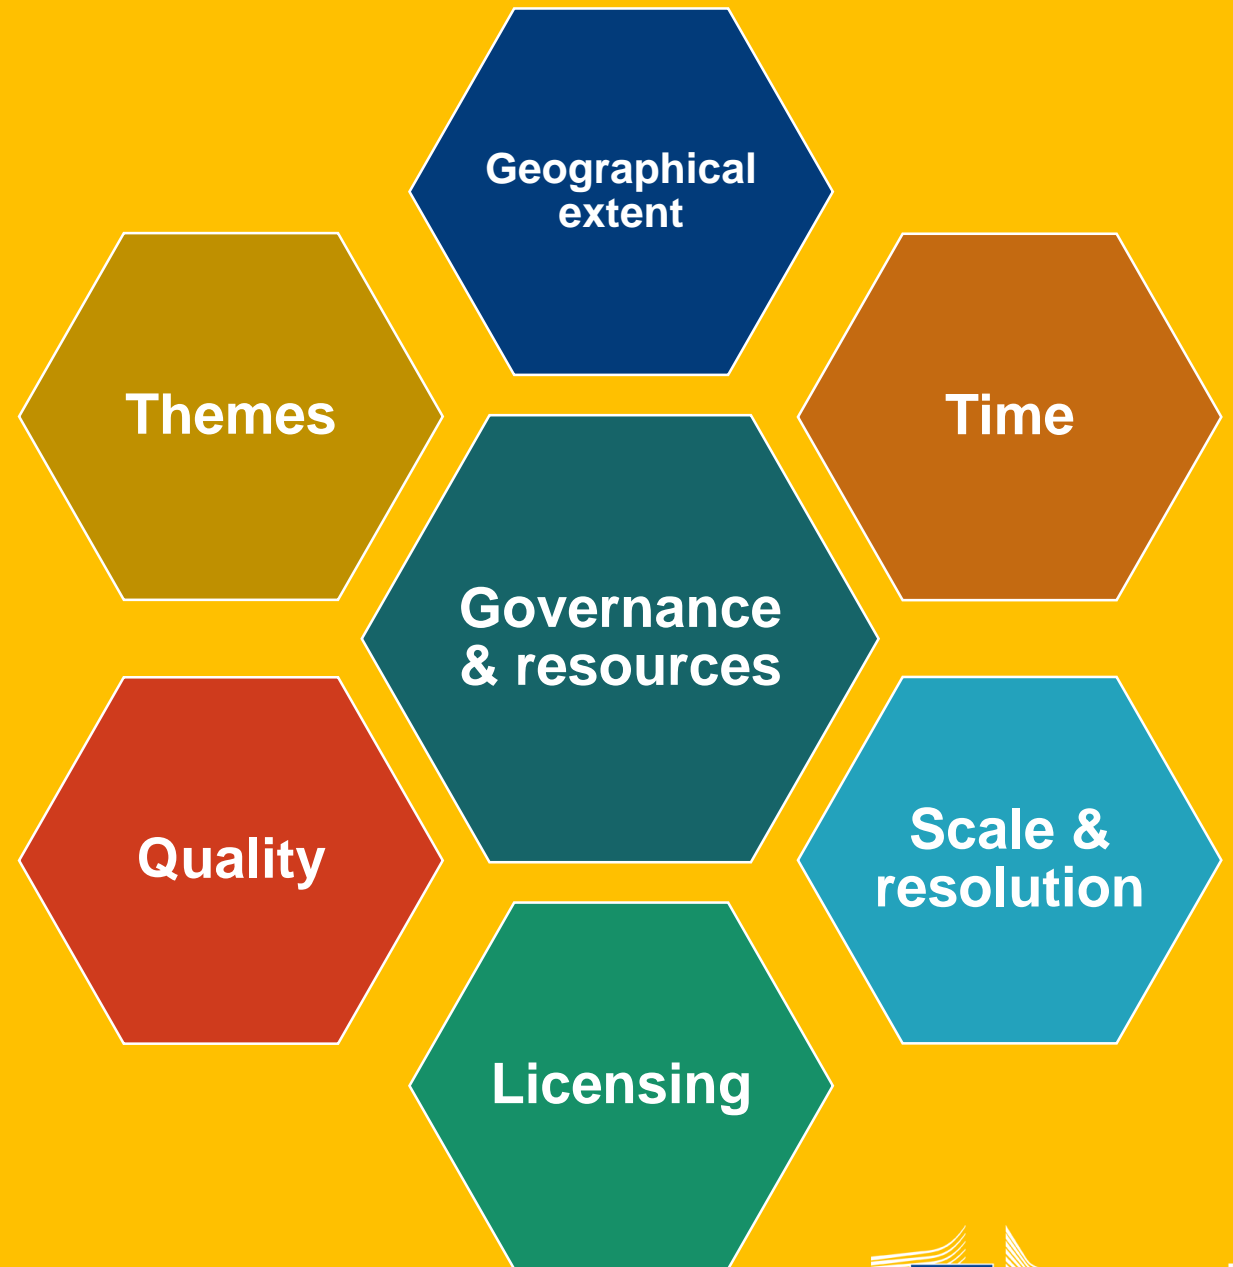 Geographical
extent
Themes
Time
Governance
& resources
Quality
Scale &
resolution
Licensing